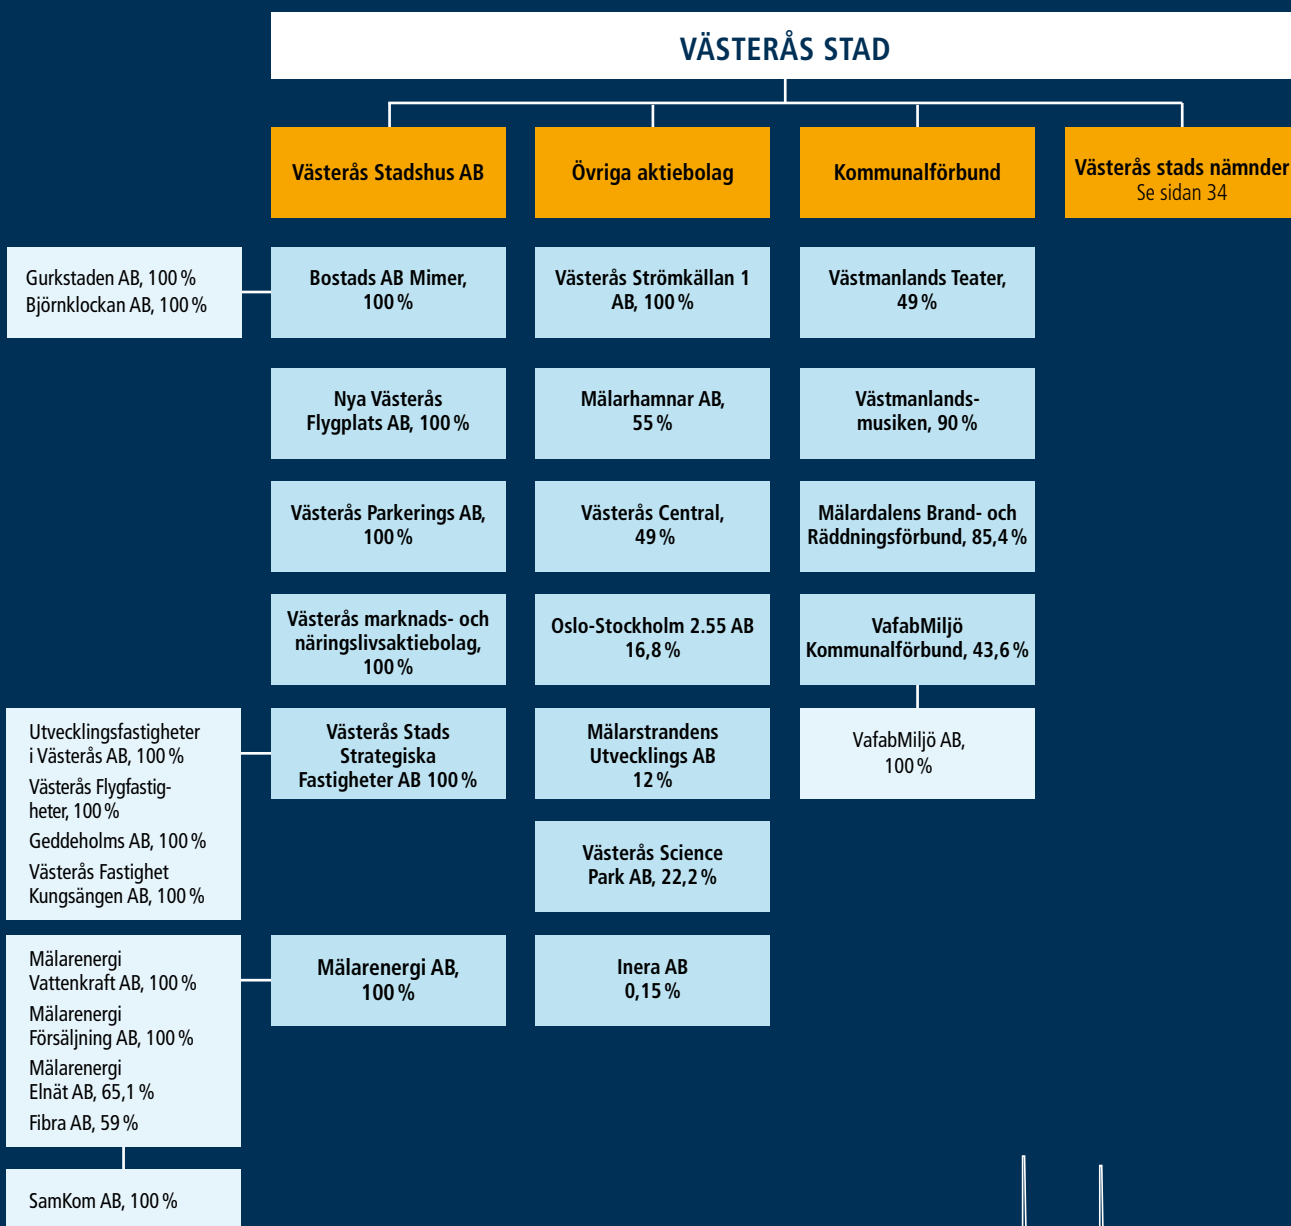 VÄSTERÅS STAD
Västerås Stadshus AB
Övriga aktiebolag
Kommunalförbund
Västerås stads nämnder
Se sidan 34
Gurkstaden AB, 100 %
Björnklockan AB, 100 %
Bostads AB Mimer,
100 %
Västerås Strömkällan 1
AB, 100 %
Västmanlands Teater,
49 %
Nya Västerås
Flygplats AB, 100 %
Mälarhamnar AB,
55 %
Västmanlands-
musiken, 90 %
Västerås Parkerings AB,
100 %
Västerås Central,
49 %
Mälardalens Brand- och
Räddningsförbund, 85,4 %
Västerås marknads- och
näringslivsaktiebolag,
100 %
Oslo-Stockholm 2.55 AB
16,8 %
VafabMiljö
Kommunalförbund, 43,6 %
Utvecklingsfastigheter
i Västerås AB, 100 %
Västerås Flygfastig-
heter, 100 %
Geddeholms AB, 100 %
Västerås Fastighet
Kungsängen AB, 100 %
Västerås Stads
Strategiska
Fastigheter AB 100 %
Mälarstrandens
Utvecklings AB
12 %
VafabMiljö AB,
100 %
Västerås Science
Park AB, 22,2 %
Mälarenergi
Vattenkraft AB, 100 %
Mälarenergi
Försäljning AB, 100 %
Mälarenergi
Elnät AB, 65,1 %
Fibra AB, 59 %
Mälarenergi AB,
100 %
Inera AB
0,15 %
SamKom AB, 100 %